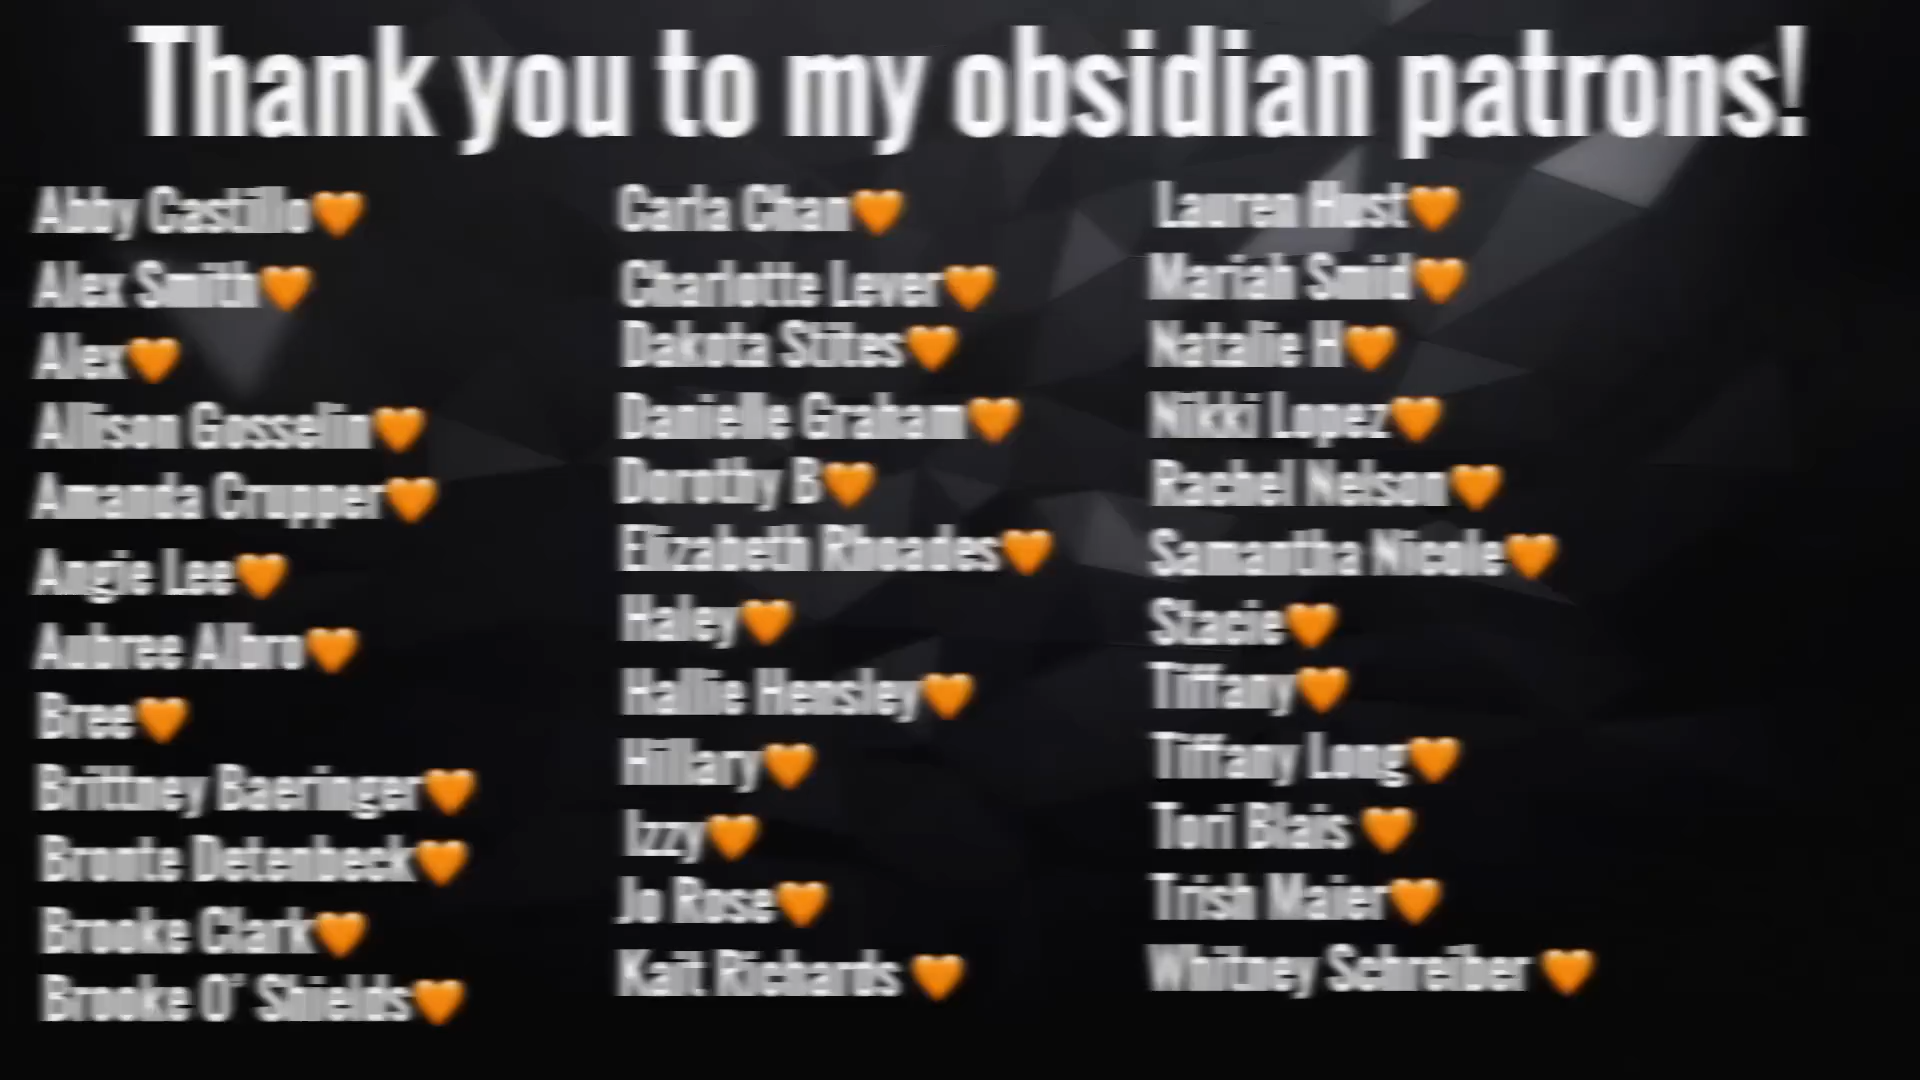 Thank you to my obsidian patrons!
Abby Castillo🧡
Alex Smith🧡
Alex🧡
Allison Gosselin🧡
Amanda Crupper🧡
Angie Lee🧡
Aubree Albro🧡
Bree🧡
Brittney Baeringer🧡
Bronte Detenbeck🧡
Brooke Clark🧡
Brooke O' Shields🧡
Carla Chan🧡
Charlotte Lever🧡
Dakota Stites🧡
Danielle Graham🧡
Dorothy B🧡
Elizabeth Rhoades🧡
Haley🧡
Hallie Hensley🧡
Hillary🧡
Izzy🧡
Jo Rose🧡
Kait Richards 🧡
Lauren Hust🧡
Mariah Smid🧡
Natalie H🧡
Nikki Lopez🧡
Rachel Nelson🧡
Samantha Nicole🧡
Stacie🧡
Tiffany🧡
Tiffany Long🧡
Tori Blais 🧡
Trish Maier🧡
Whitney Schreiber 🧡